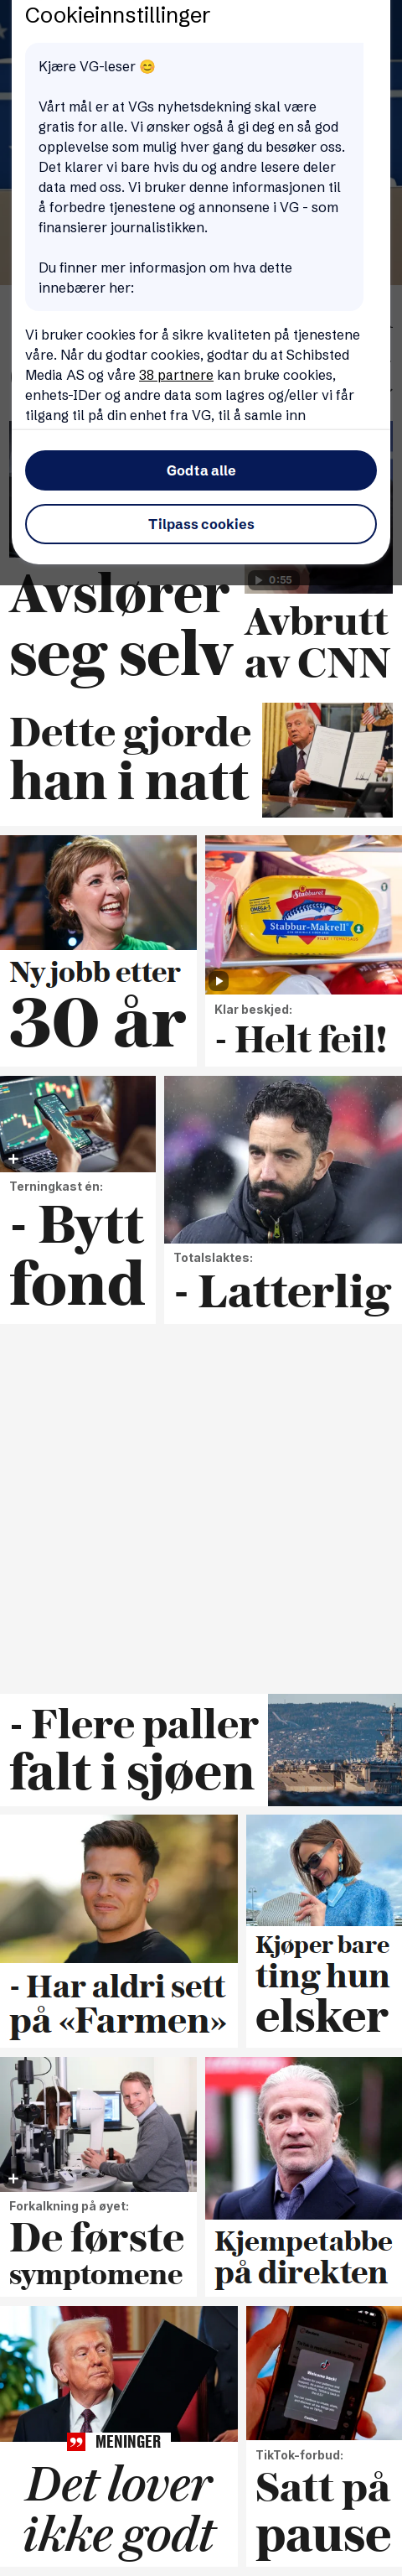 Cookieinnstillinger
Kjære VG-leser 😊
Vårt mål er at VGs nyhetsdekning skal være
gratis for alle. Vi ønsker også å gi deg en så god
opplevelse som mulig hver gang du besøker oss.
Det klarer vi bare hvis du og andre lesere deler
data med oss. Vi bruker denne informasjonen til
å forbedre tjenestene og annonsene i VG - som
finansierer journalistikken.
Du finner mer informasjon om hva dette
innebærer her:
Vi bruker cookies for å sikre kvaliteten på tjenestene
våre. Når du godtar cookies, godtar du at Schibsted
Media AS og våre 38 partnere kan bruke cookies,
enhets-IDer og andre data som lagres og/eller vi får
tilgang til på din enhet fra VG, til å samle inn
Godta alle
Tilpass cookies
0:55
Avslører
seg selv
Avbrutt
av CNN
Dette gjorde
han i natt
Ny jobb etter
30 år
Stabburet
OMEGA-3
Stabbur-Makrell
FILET I TOMATSAUS
Klar beskjed:
- Helt feil!
Terningkast én:
- Bytt
fond
Totalslaktes:
- Latterlig
- Flere paller
falt i sjøen
- Har aldri sett
på «Farmen»
Kjøper bare
ting hun
elsker
Forkalkning på øyet:
De første
symptomene
Kjempetabbe
på direkten
MENINGER
Det lover
ikke godt
Welcome back!
TikTok-forbud:
Satt på
pause